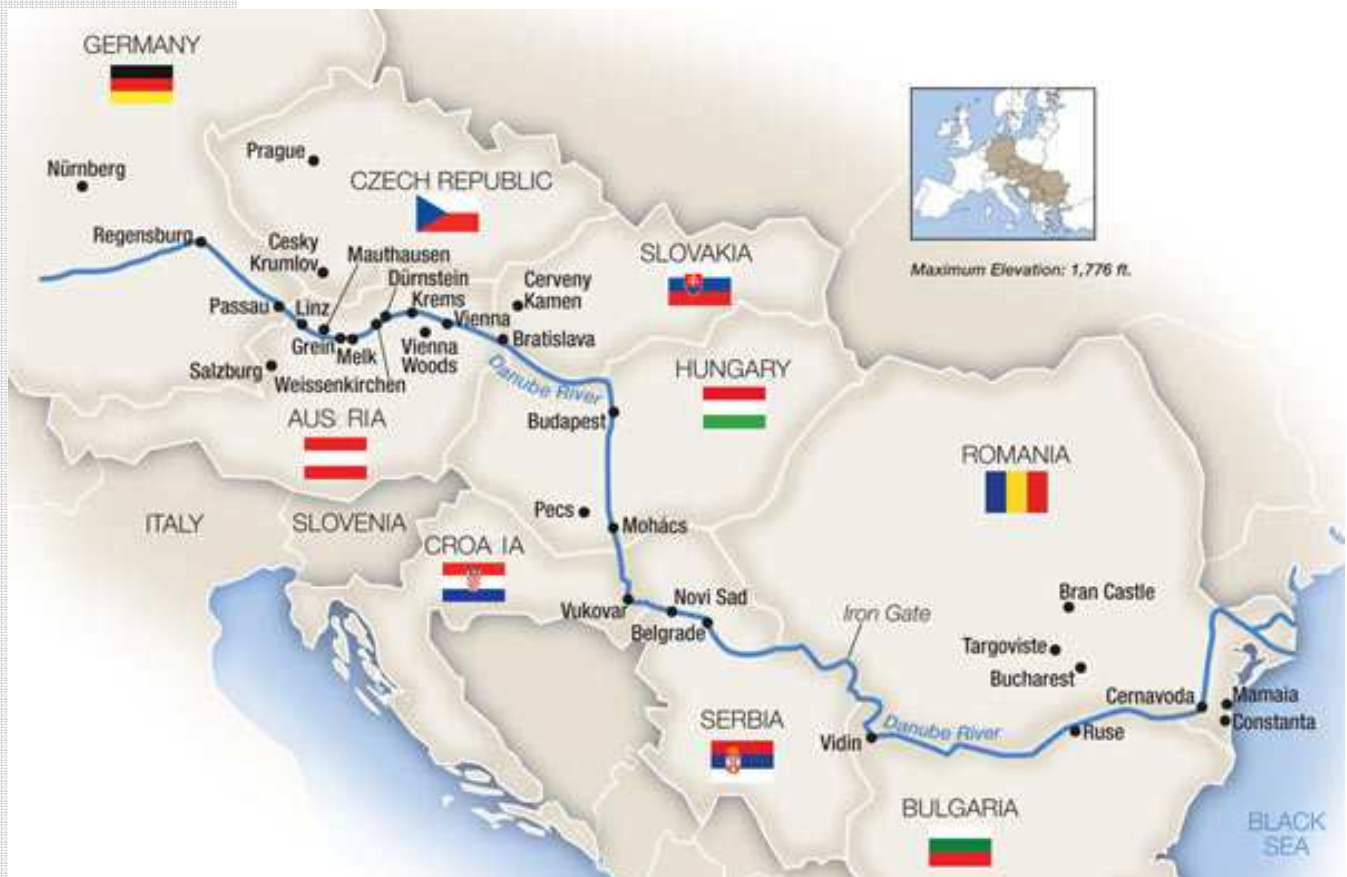 GERMANY
Nürnberg
Prague
CZECH REPUBLIC
Regensburg
Cesky
Krumlov
Mauthausen
Dürnstein
Krems
SLOVAKIA
Maximum Elevation: 1,776 ft.
Cerveny
Kamen
Passau
Linz
Vienna
Bratislava
Grein
Melk
Vienna
Woods
Salzburg
Weissenkirchen
Danube River
HUNGARY
Budapest
AUS RIA
ROMANIA
ITALY
SLOVENIA
Pecs
Mohács
CROA IA
Vukovar
Novi Sad
Belgrade
Iron Gate
Bran Castle
Targoviste
Bucharest
Cernavoda
Mamaia
Constanta
SERBIA
Vidin
Danube River
Ruse
BULGARIA
BLACK
SEA